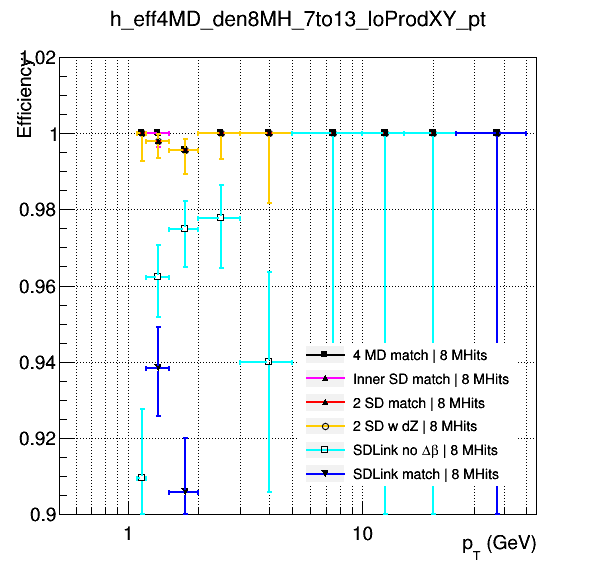 h_eff4MD_den8MH_7to13_loProdXY_pt
Efficiency
1.02
1
0.98
0.96
0.94
0.92
0.9
4 MD match | 8 MHits
Inner SD match | 8 MHits
2 SD match | 8 MHits
2 SD w dZ | 8 MHits
SDLink no Δβ | 8 MHits
SDLink match | 8 MHits
1
10
p_T (GeV)